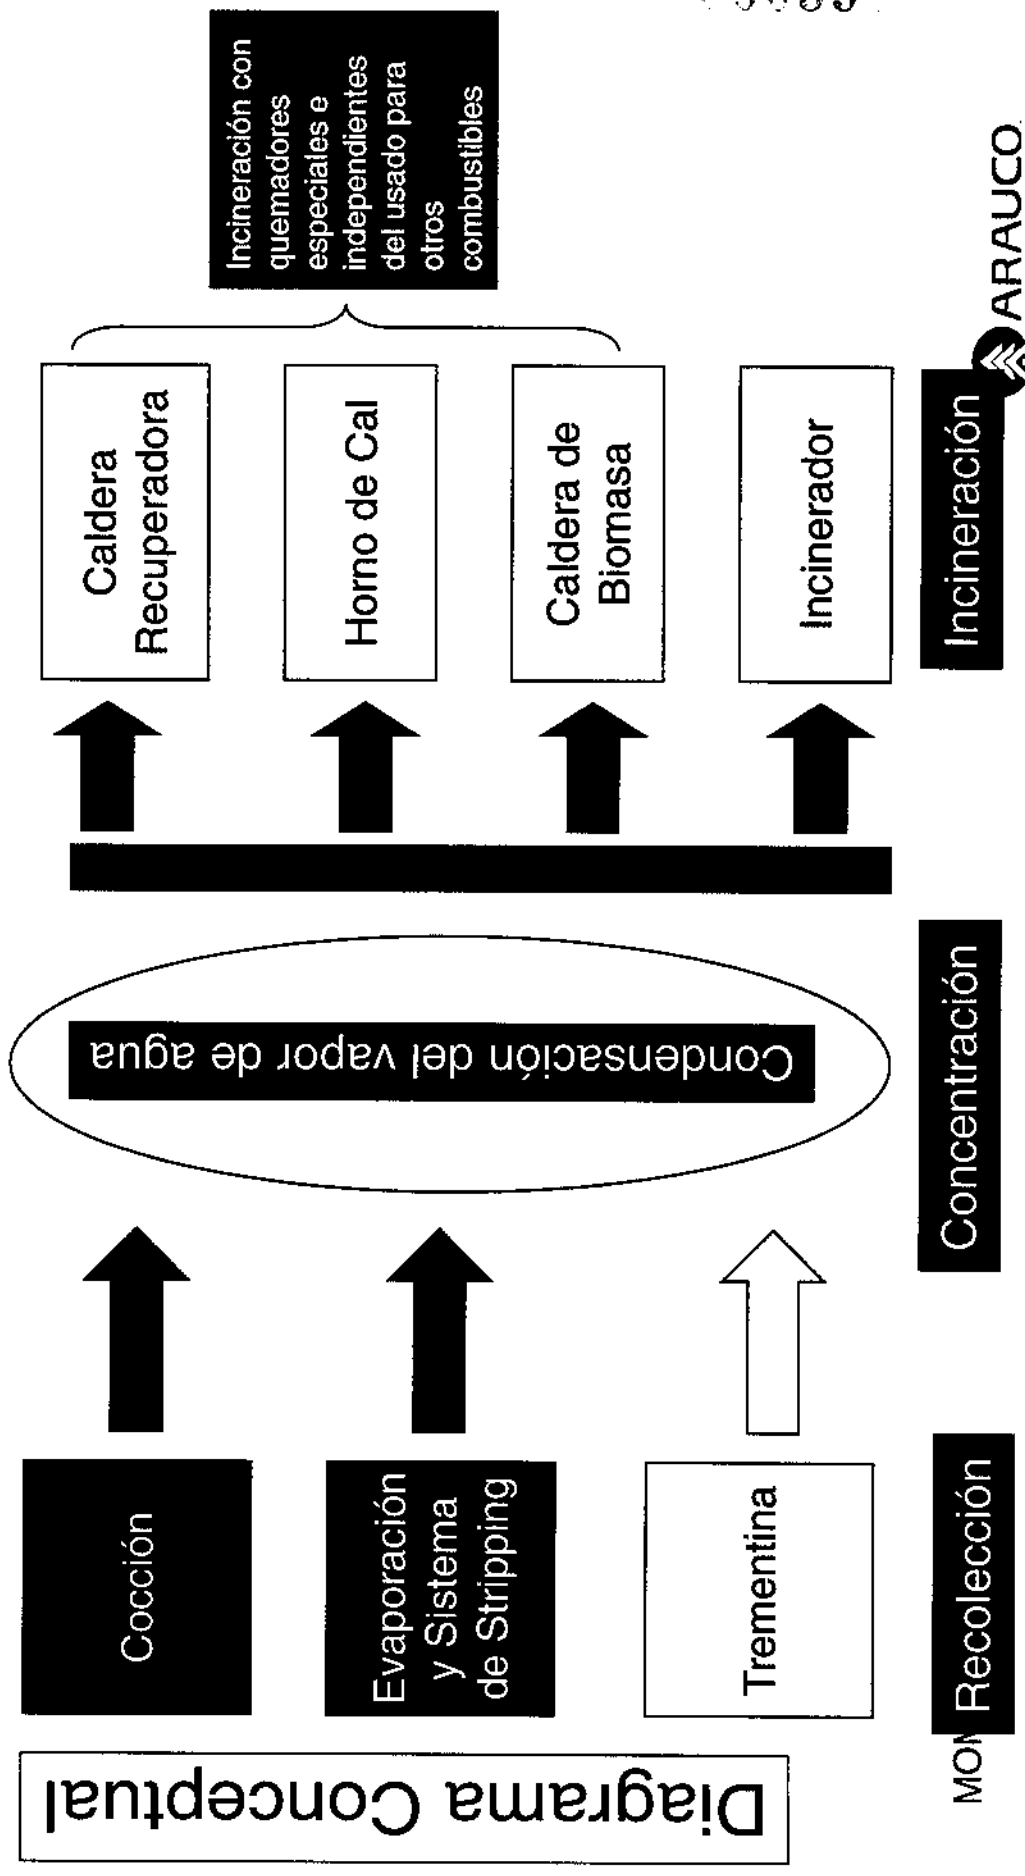 Diagrama Conceptual
Cocción
Evaporación
y Sistema
de Stripping
Trementina
Recolección
Condensación del vapor de agua
Concentración
Caldera
Recuperadora
Horno de Cal
Caldera de
Biomasa
Incinerador
Incineración
Incineración con
quemadores
especiales e
independientes
del usado para
otros
combustibles
ARAUCO